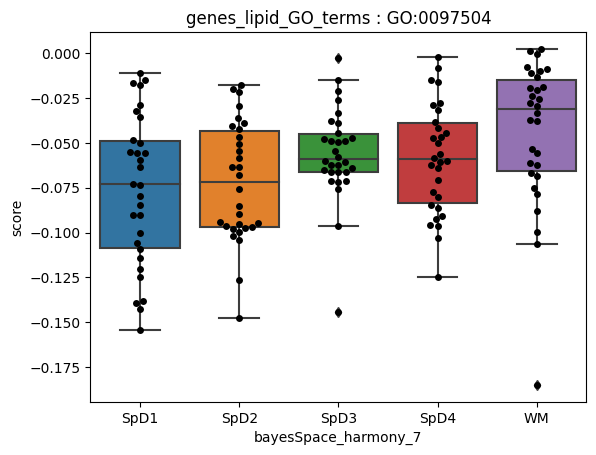 genes_lipid_GO_terms : GO:0097504
0.000
−0.025
−0.050
−0.075
−0.100
−0.125
−0.150
−0.175
score
SpD1 SpD2 SpD3 SpD4 WM
bayesSpace_harmony_7